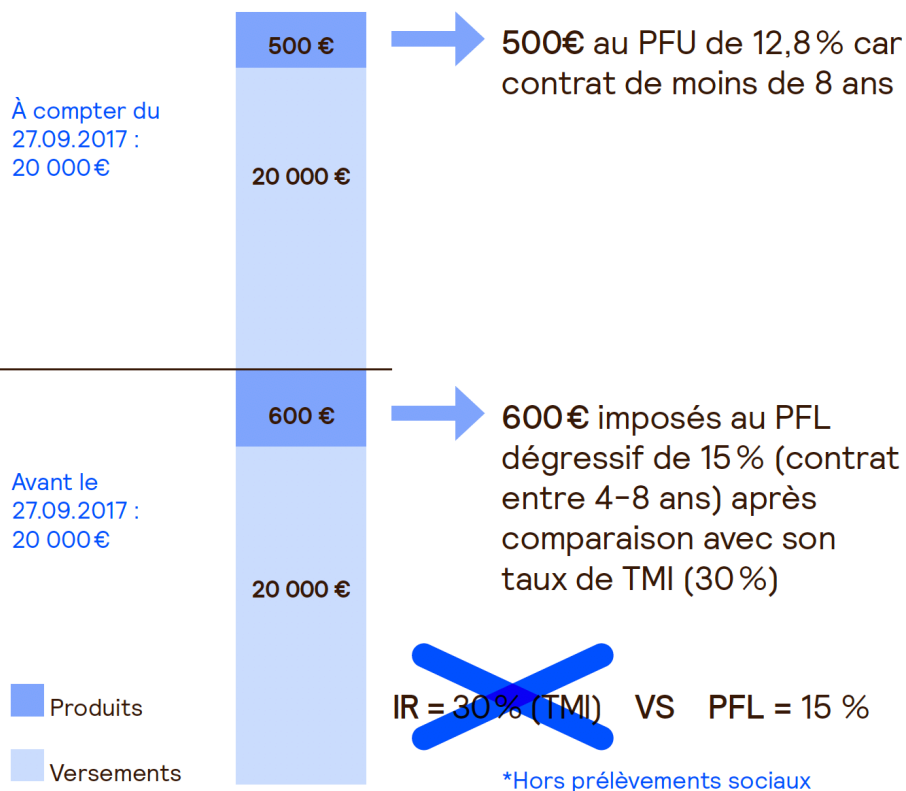 500 €
500€ au PFU de 12,8 % car
contrat de moins de 8 ans
À compter du
27.09.2017 :
20 000 €
20 000 €
600 €
600 € imposés au PFL
dégressif de 15 % (contrat
entre 4-8 ans) après
comparaison avec son
taux de TMI (30 %)
Avant le
27.09.2017 :
20 000 €
20 000 €
IR = 30 % (TMI) VS PFL = 15 %
Produits
Versements
*Hors prélèvements sociaux